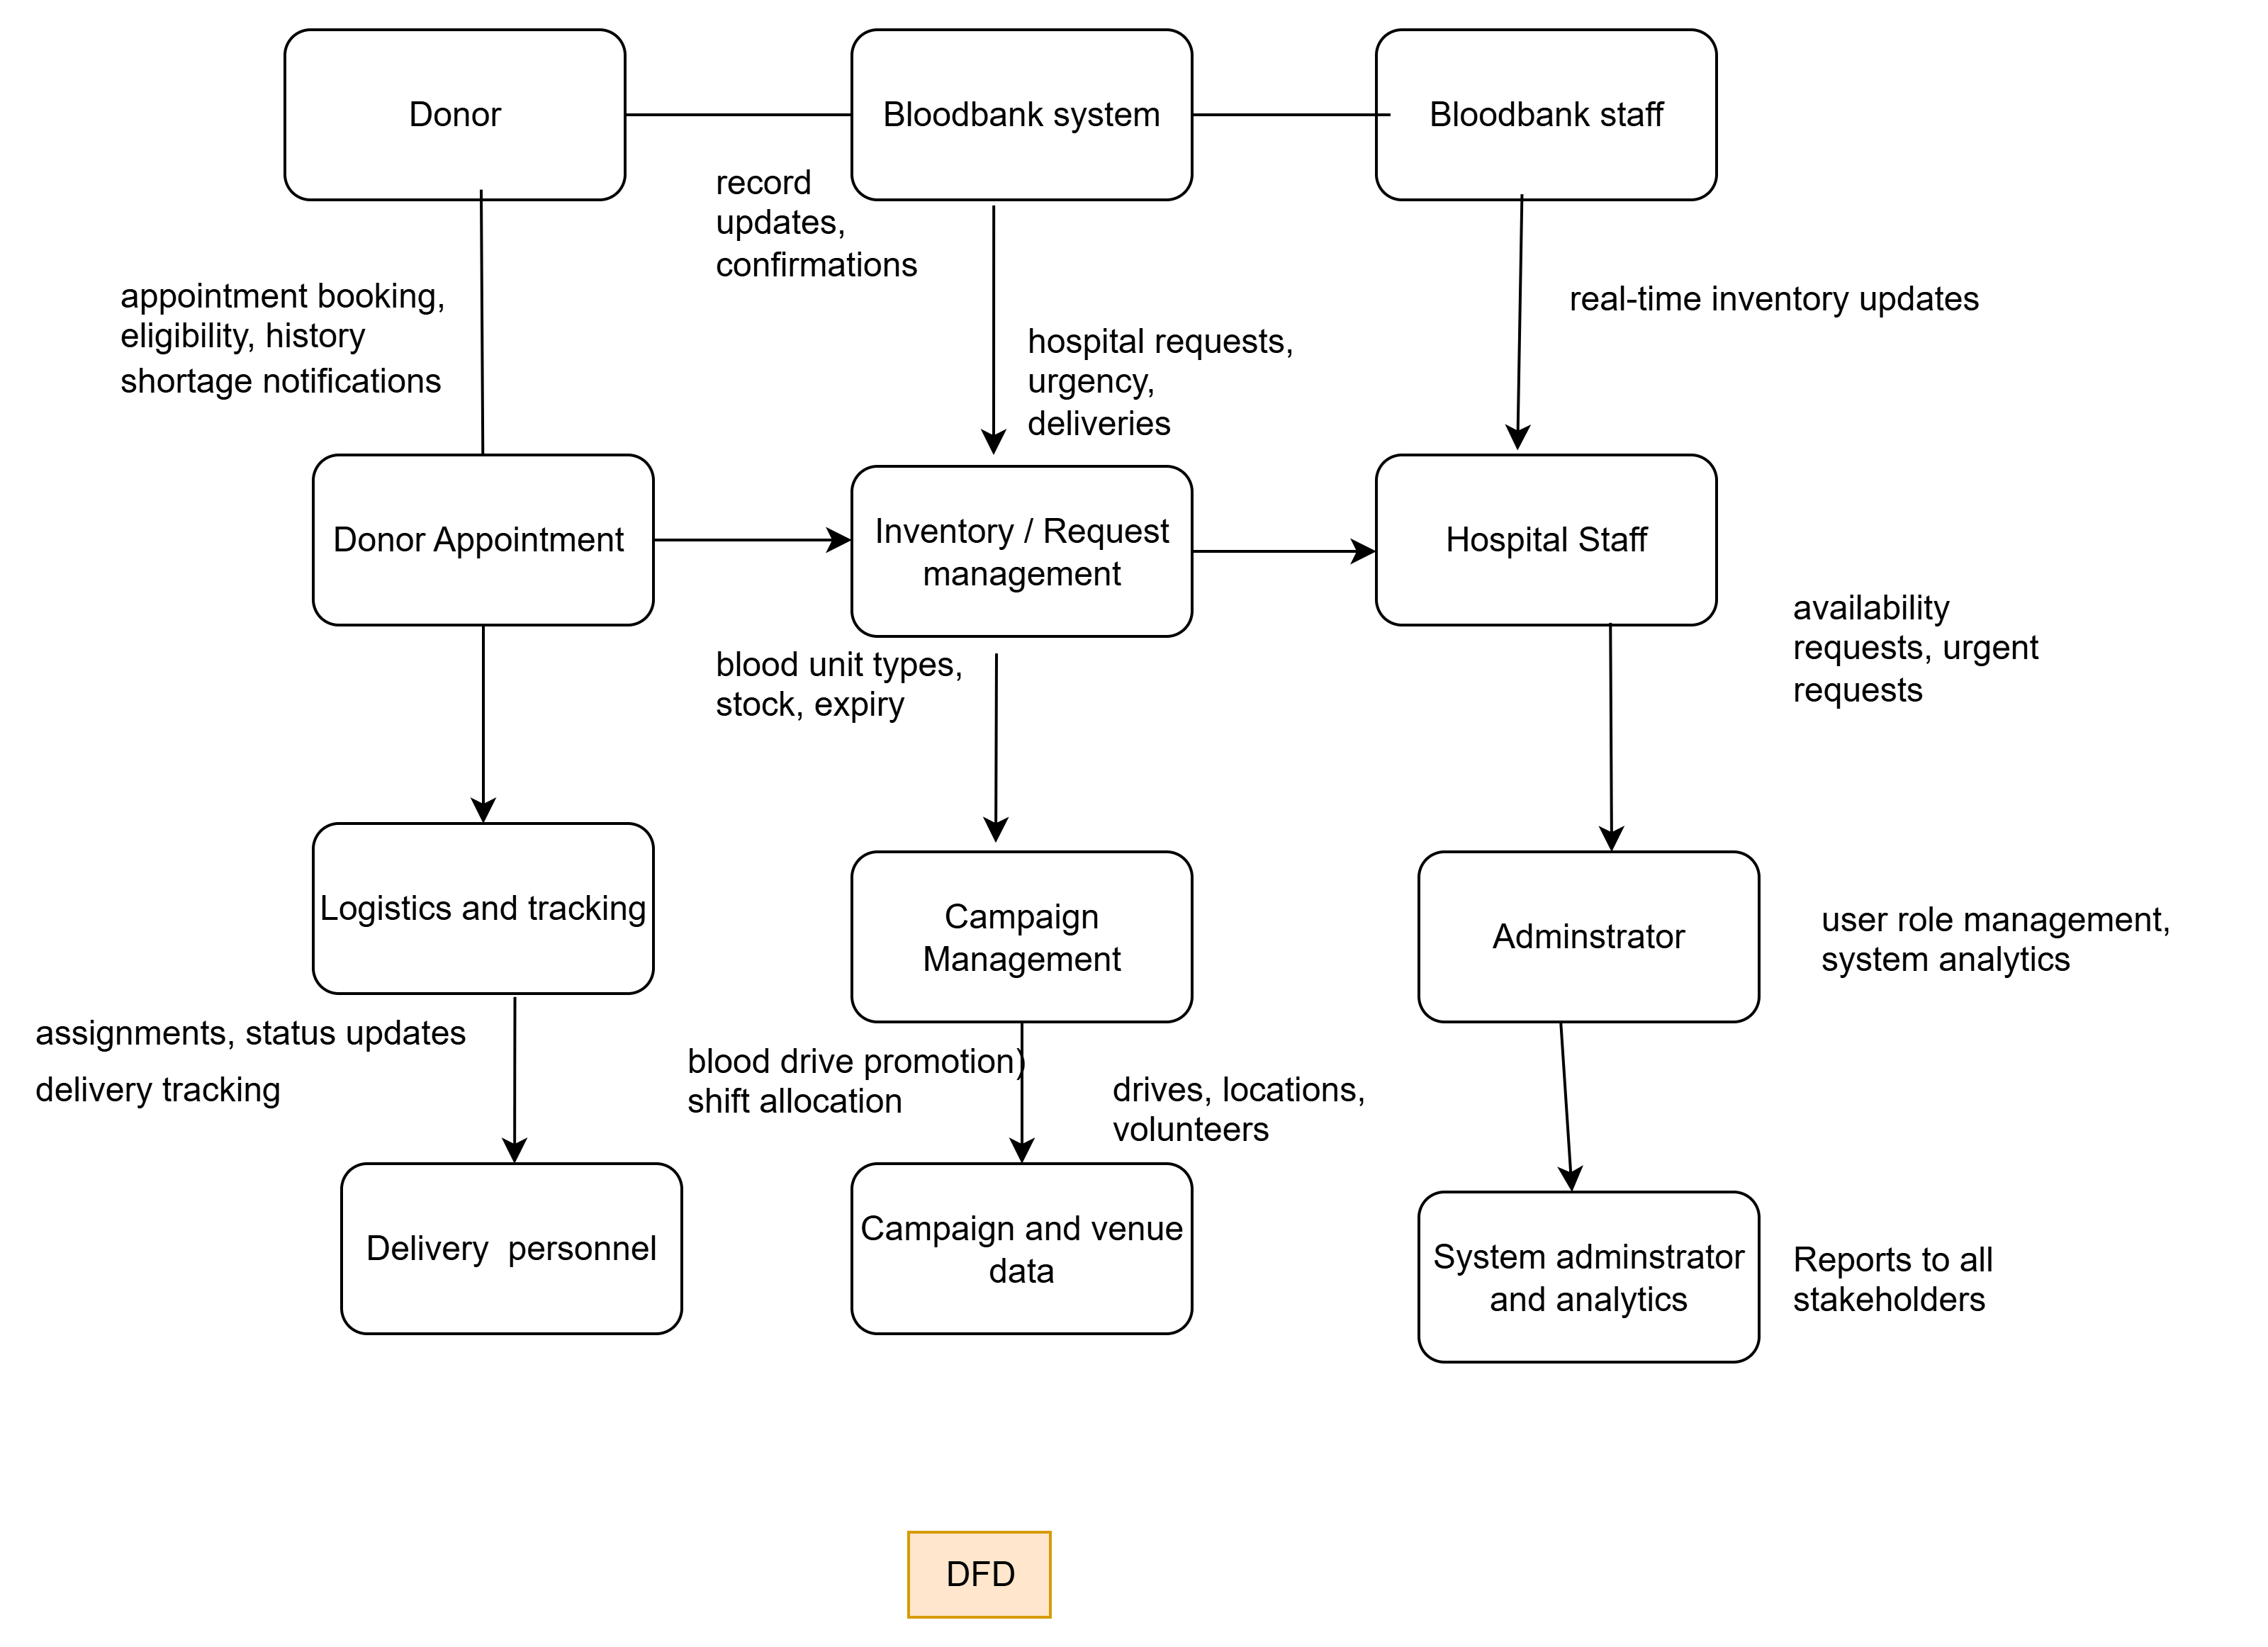 Donor
Bloodbank system
Bloodbank staff
record
updates,
confirmations
appointment booking,
eligibility, history
shortage notifications
hospital requests,
urgency,
deliveries
real-time inventory updates
Donor Appointment
Inventory / Request
management
Hospital Staff
blood unit types,
stock, expiry
availability
requests, urgent
requests
Logistics and tracking
Campaign
Management
Adminstrator
user role management,
system analytics
assignments, status updates
delivery tracking
blood drive promotion)
shift allocation
drives, locations,
volunteers
Delivery  personnel
Campaign and venue
data
System adminstrator
and analytics
Reports to all
stakeholders
DFD